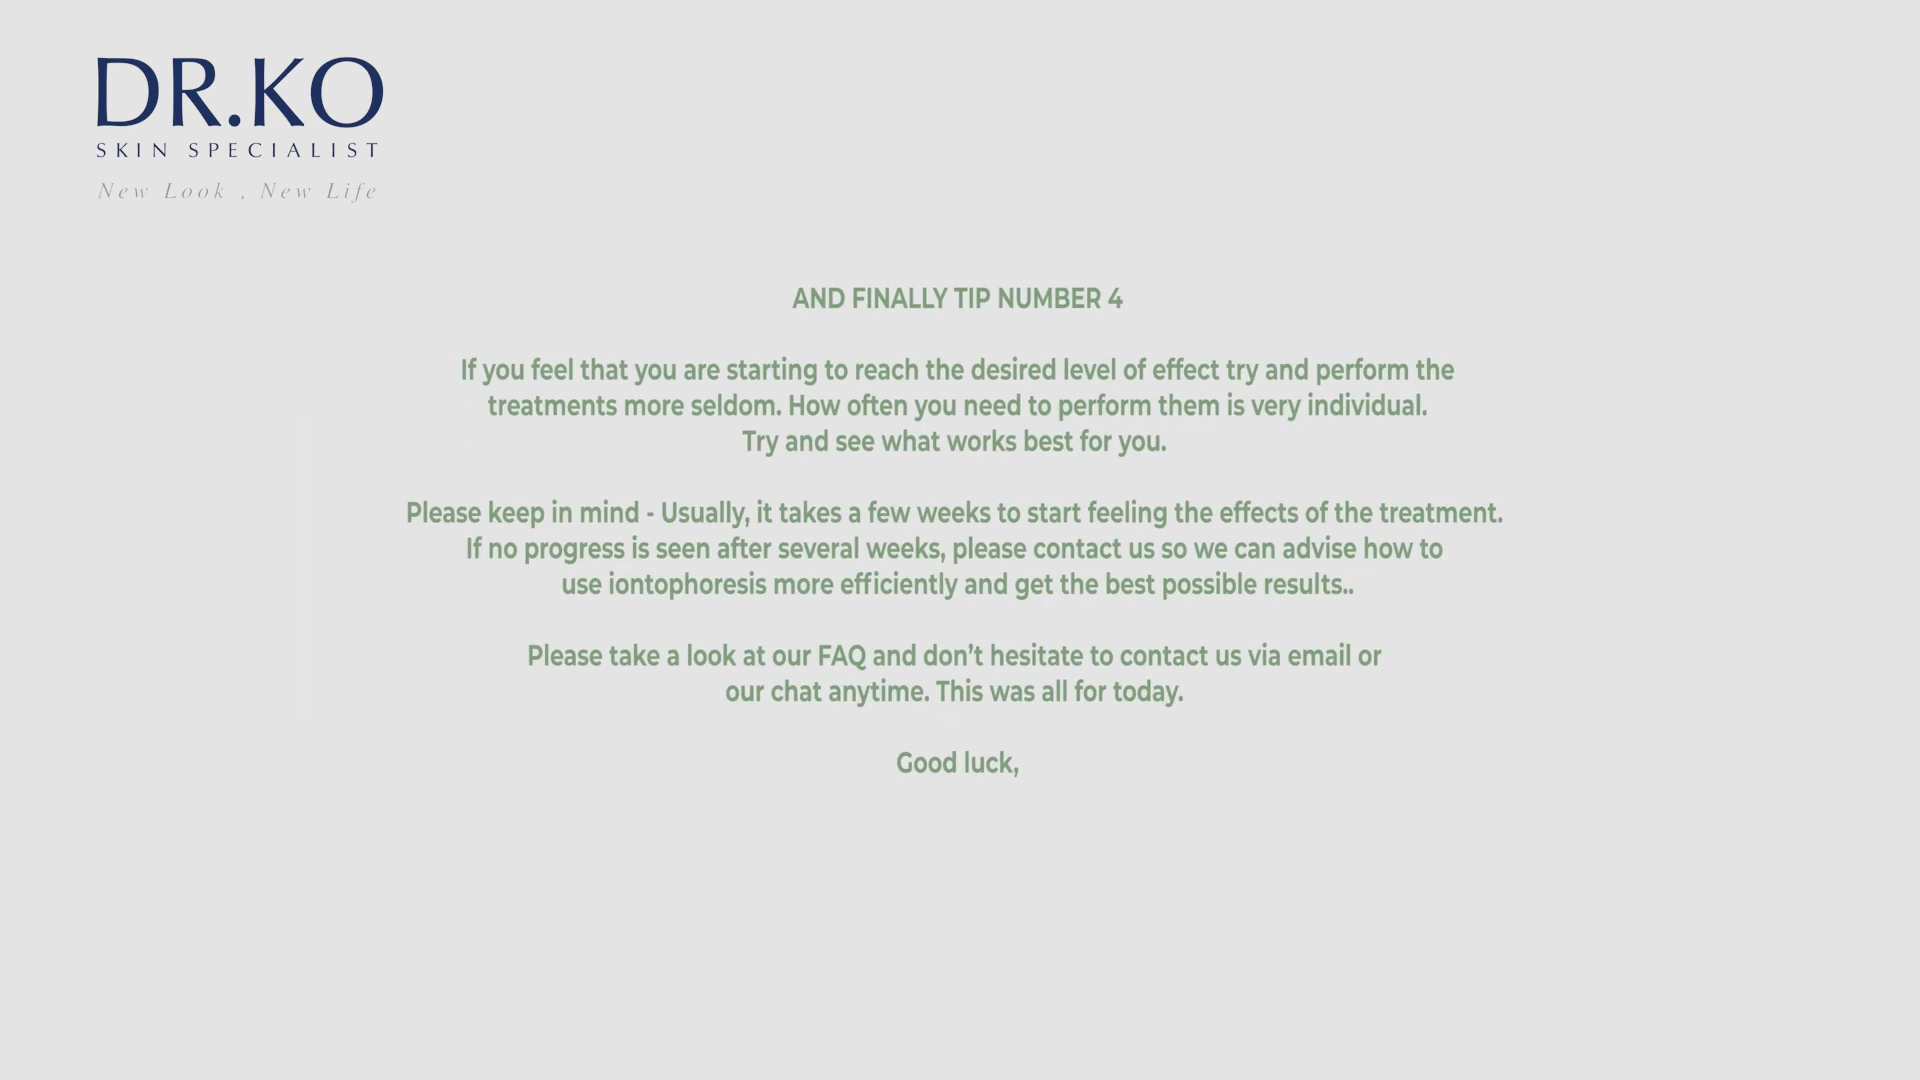 DR.KO
SKIN SPECIALIST
New Look , New Life
AND FINALLY TIP NUMBER 4
If you feel that you are starting to reach the desired level of effect try and perform the
treatments more seldom. How often you need to perform them is very individual.
Try and see what works best for you.
Please keep in mind - Usually, it takes a few weeks to start feeling the effects of the treatment.
If no progress is seen after several weeks, please contact us so we can advise how to
use iontophoresis more efficiently and get the best possible results..
Please take a look at our FAQ and don’t hesitate to contact us via email or
our chat anytime. This was all for today.
Good luck,